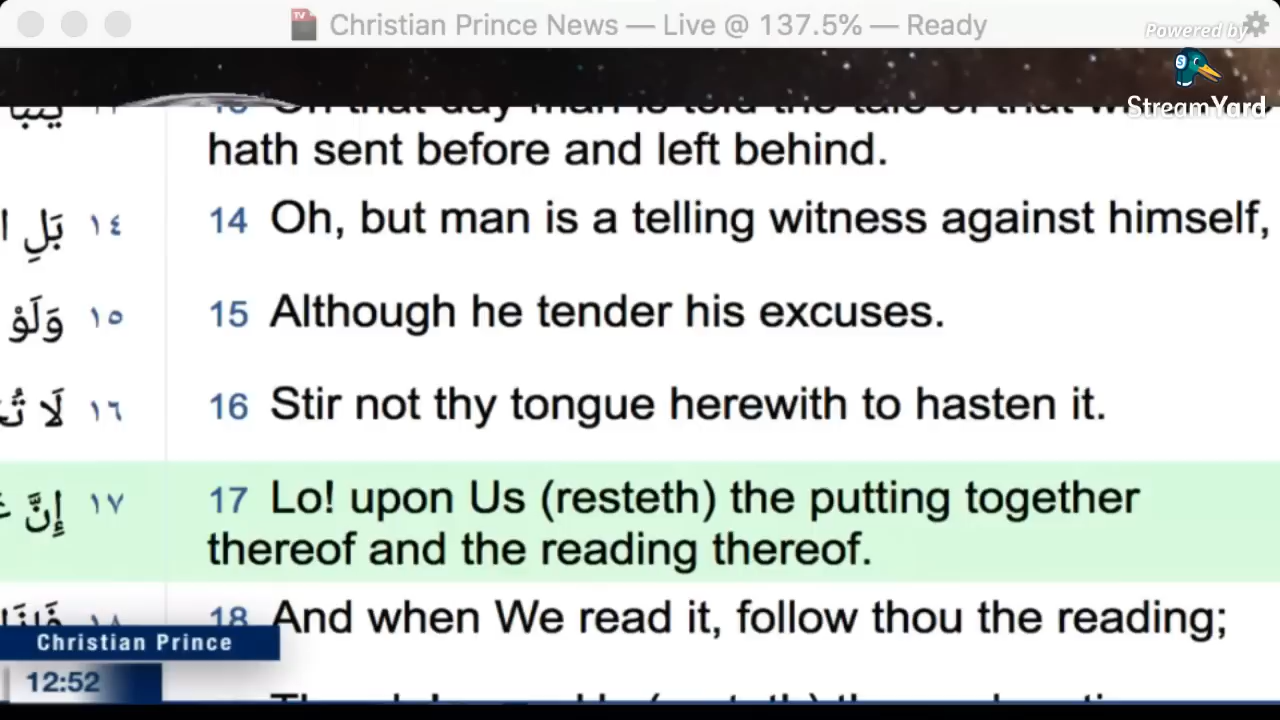 Christian Prince News — Live @ 137.5% — Ready
Powered by
StreamYard
hath sent before and left behind.
بَلِ ١٤ 14 Oh, but man is a telling witness against himself,
وَلَوْ ١٥ 15 Although he tender his excuses.
لَا ١٦ 16 Stir not thy tongue herewith to hasten it.
إِنَّ ١٧ 17 Lo! upon Us (resteth) the putting together
thereof and the reading thereof.
18 And when We read it, follow thou the reading;
Christian Prince
12:52